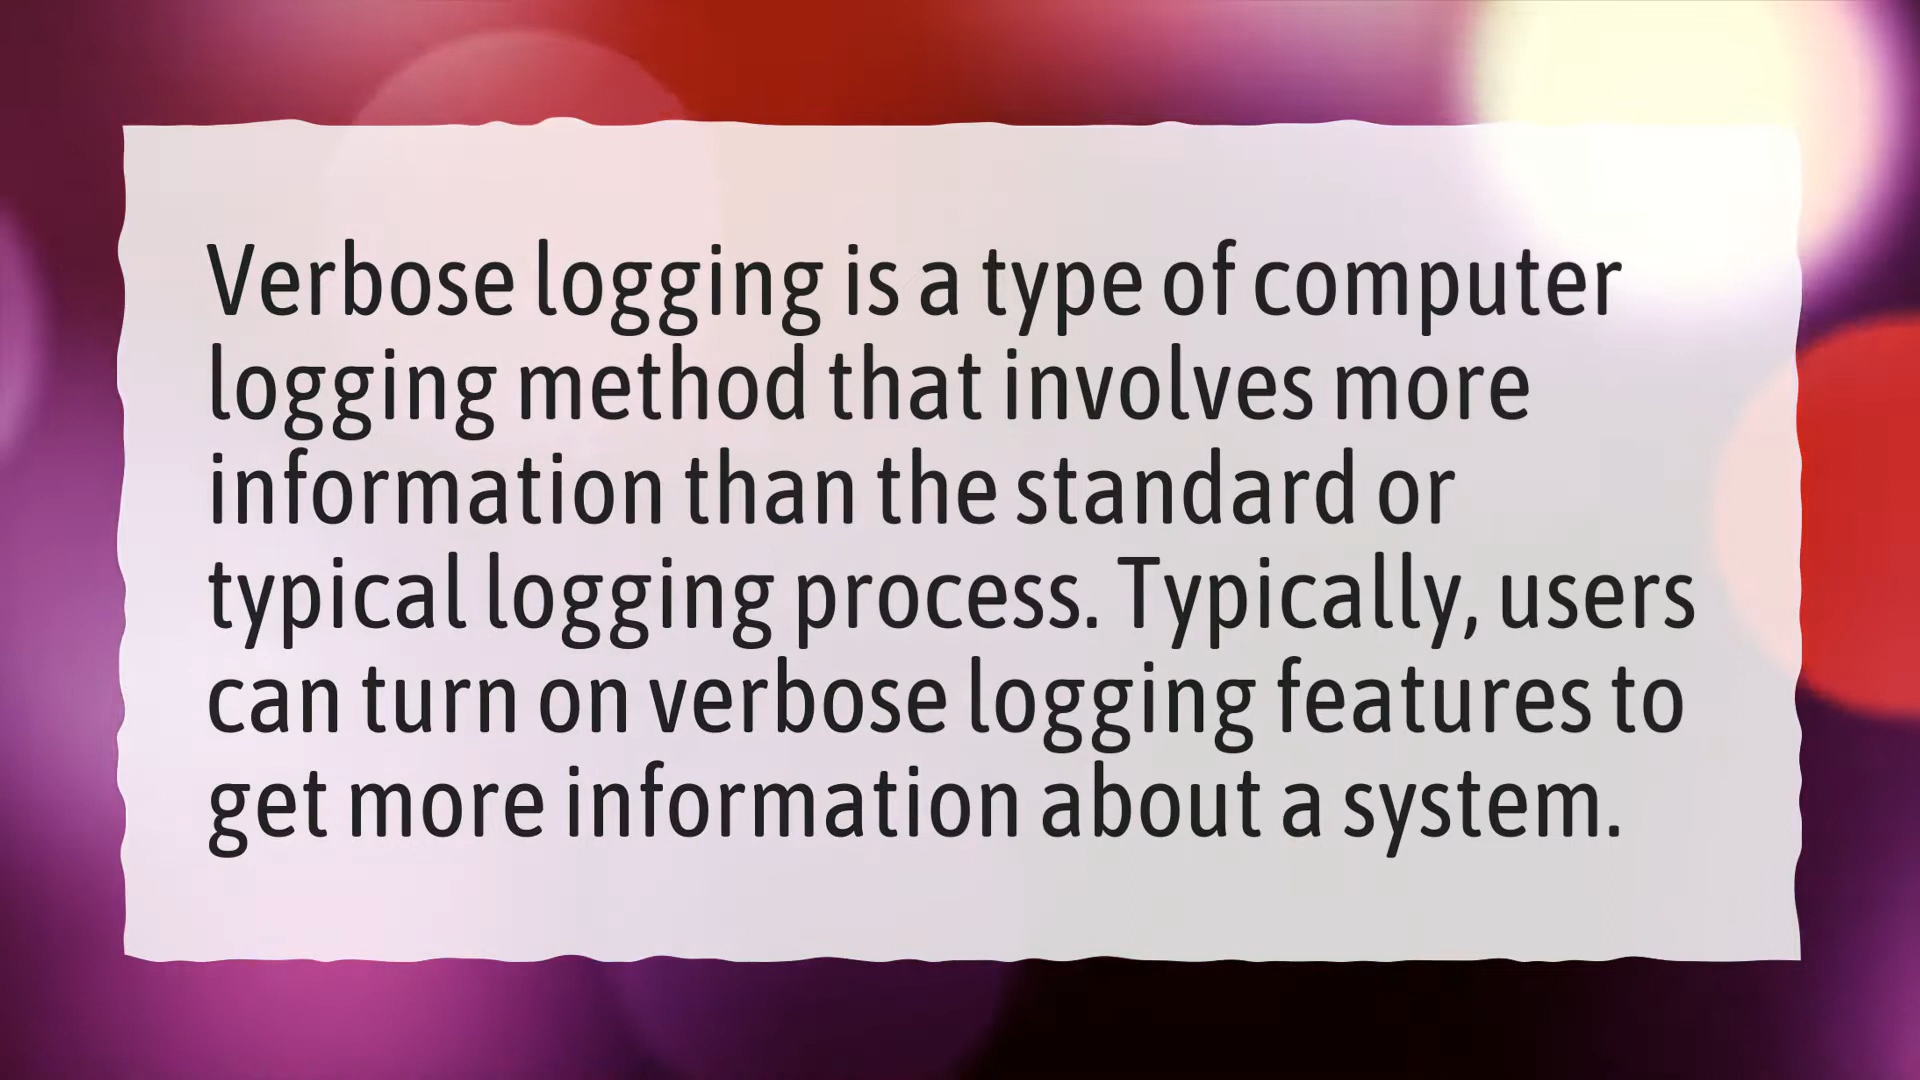 Verbose logging is a type of computer
logging method that involves more
information than the standard or
typical logging process. Typically, users
can turn on verbose logging features to
get more information about a system.